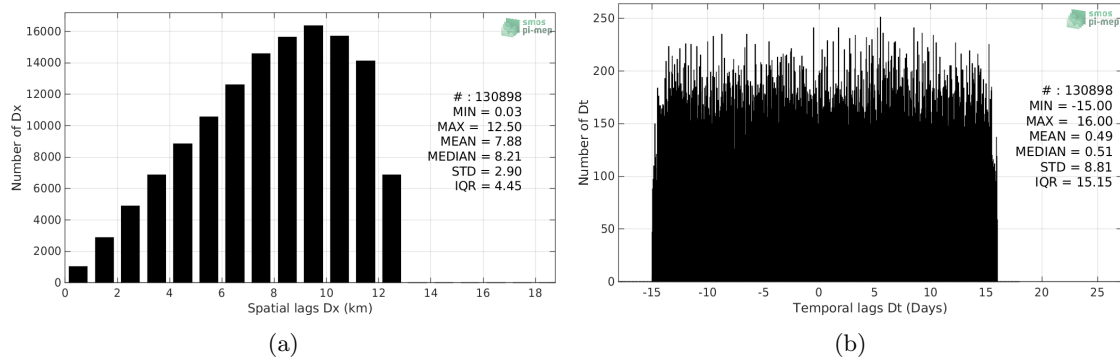 smos
pi-mep
16000
14000
12000
10000
8000
6000
4000
2000
0
Number of Dx
# : 130898
MIN = 0.03
MAX = 12.50
MEAN = 7.88
MEDIAN = 8.21
STD = 2.90
IQR = 4.45
0 2 4 6 8 10 12 14 16 18
Spatial lags Dx (km)
(a)
smos
pi-mep
250
200
150
100
50
0
Number of Dt
# : 130898
MIN = -15.00
MAX = 16.00
MEAN = 0.49
MEDIAN = 0.51
STD = 8.81
IQR = 15.15
-15 -10 -5 0 5 10 15 20 25
Temporal lags Dt (Days)
(b)